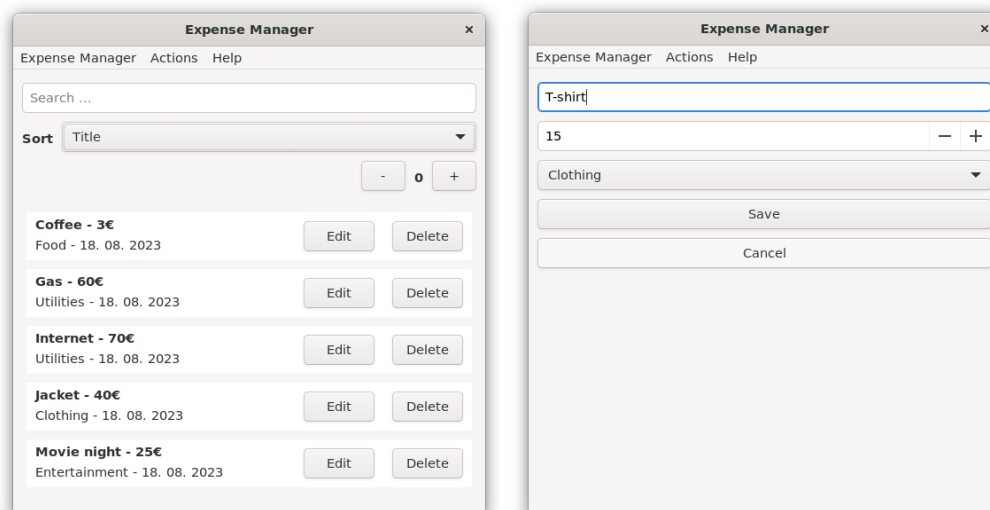 Expense Manager ×
Expense Manager Actions Help
Search ...
Sort Title
- 0 +
Coffee - 3€
Food - 18. 08. 2023
Edit Delete
Gas - 60€
Utilities - 18. 08. 2023
Edit Delete
Internet - 70€
Utilities - 18. 08. 2023
Edit Delete
Jacket - 40€
Clothing - 18. 08. 2023
Edit Delete
Movie night - 25€
Entertainment - 18. 08. 2023
Edit Delete
Expense Manager ×
Expense Manager Actions Help
T-shirt
15 − +
Clothing
Save
Cancel